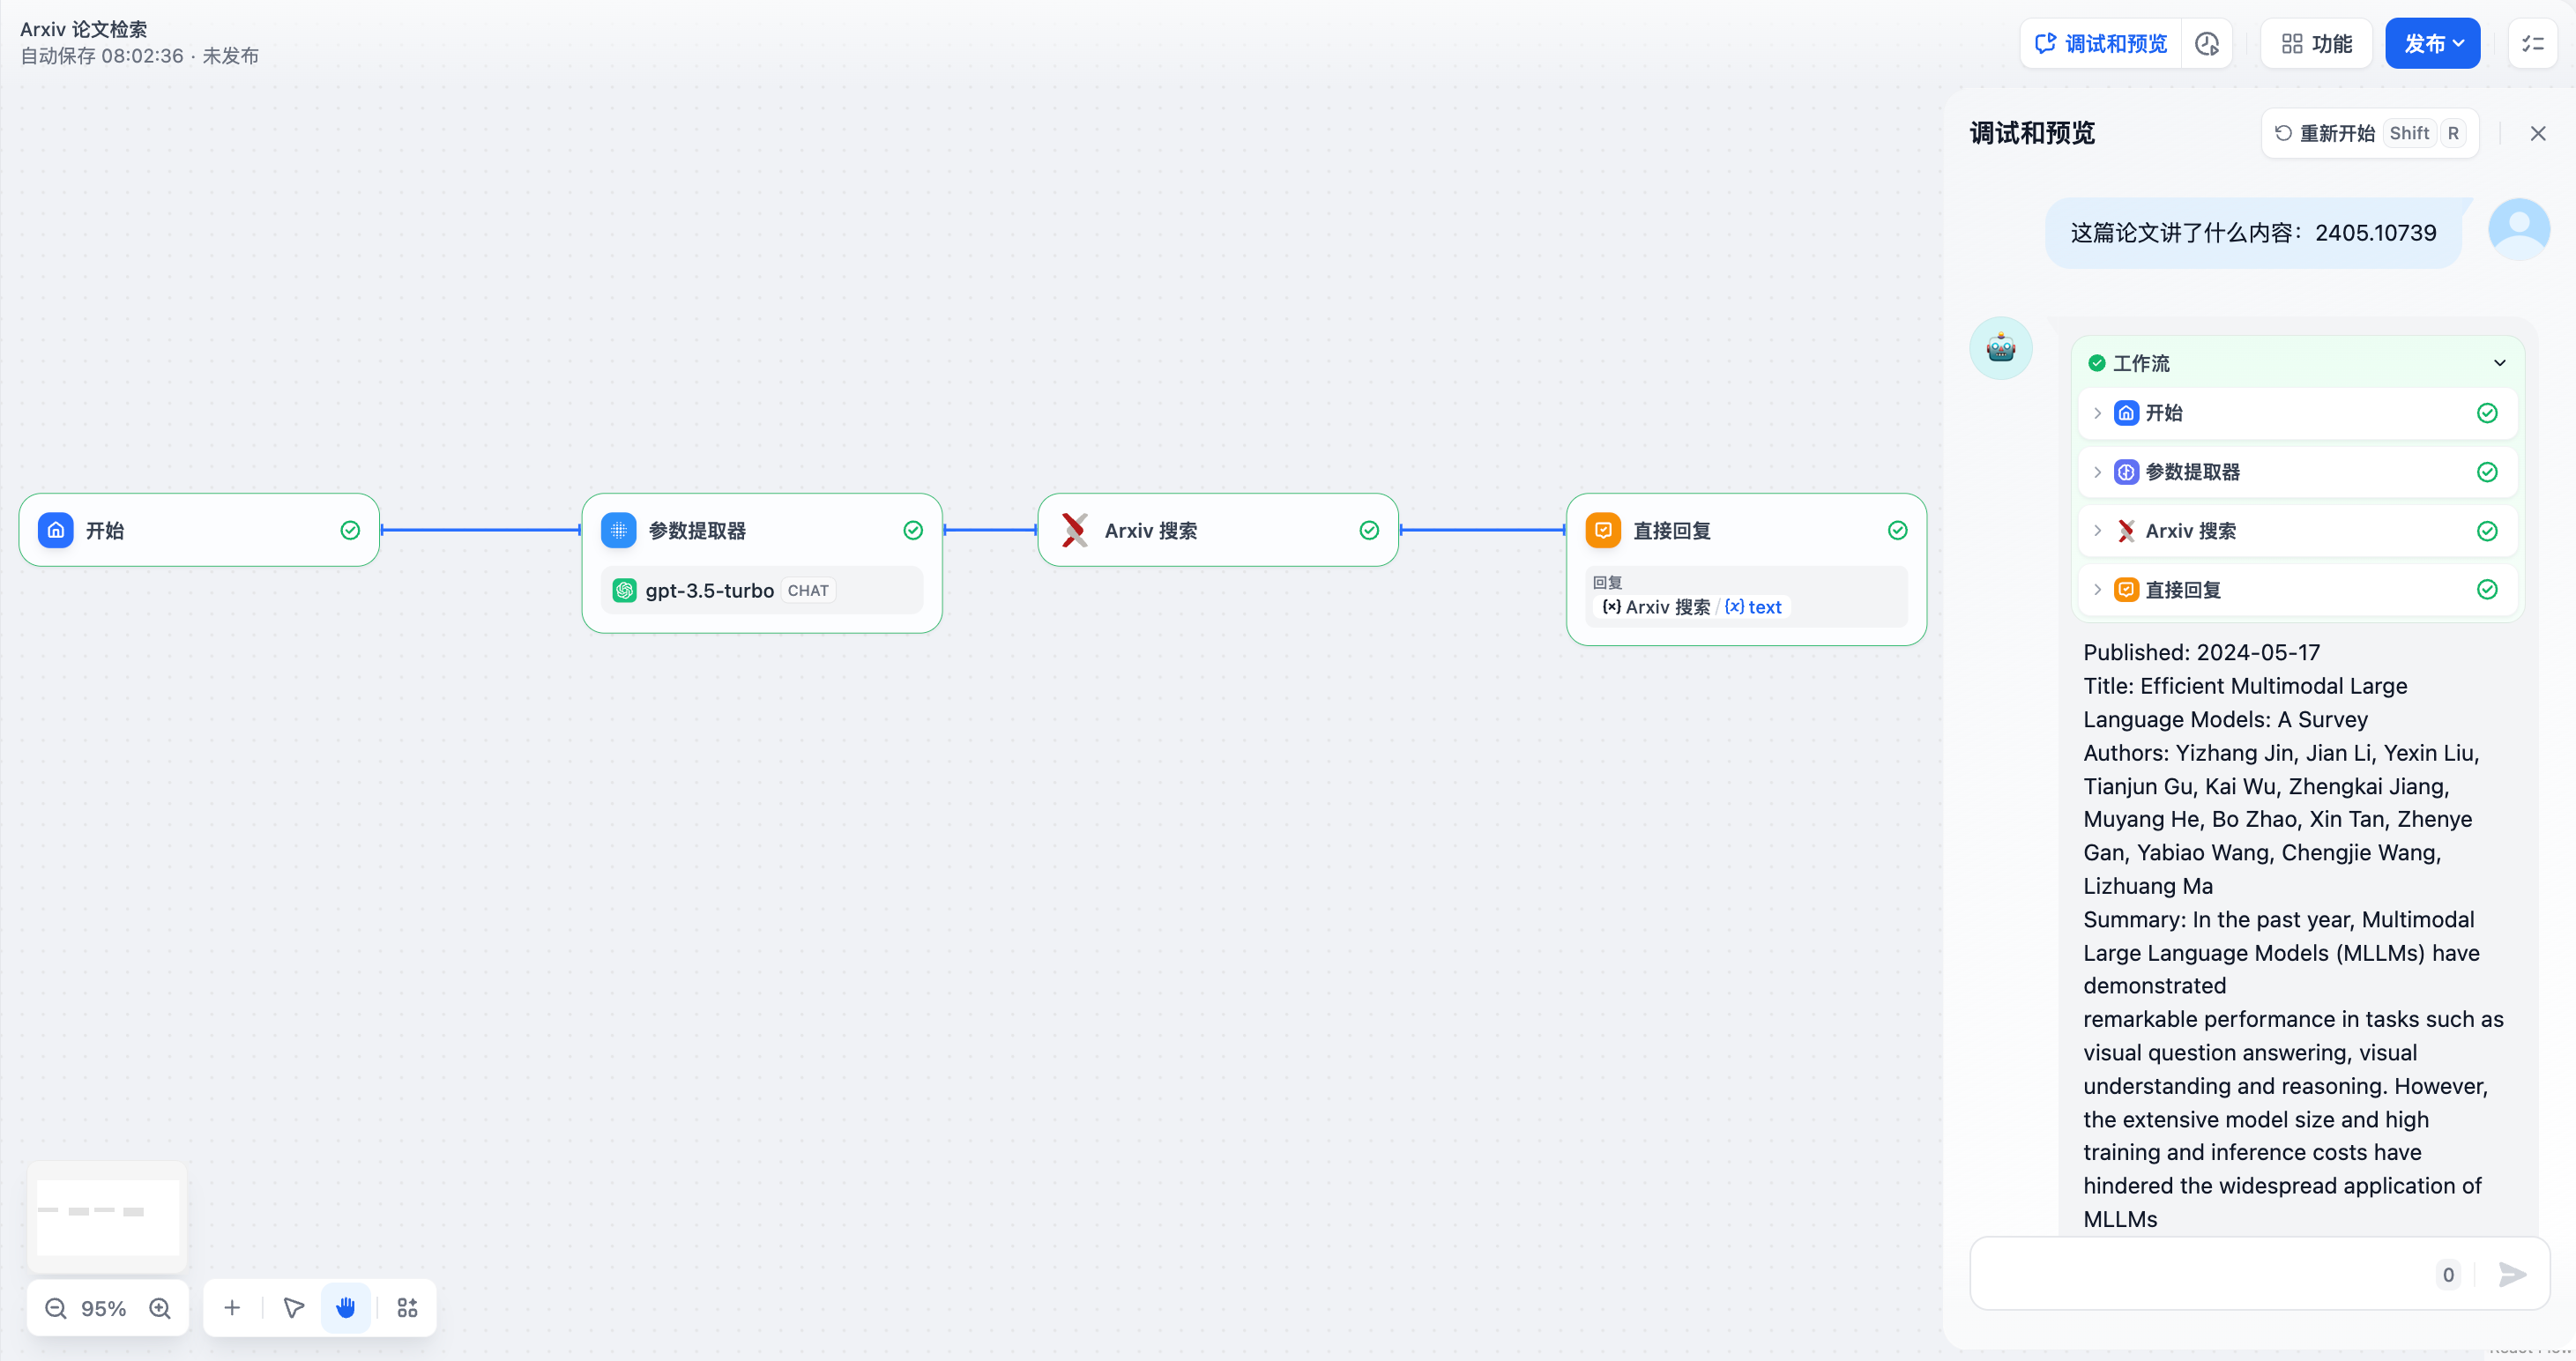 Arxiv 论文检索
自动保存 08:02:36 · 未发布
调试和预览
功能
发布
调试和预览
重新开始 Shift R
这篇论文讲了什么内容：2405.10739
工作流
开始
参数提取器
Arxiv 搜索
直接回复
Published: 2024-05-17
Title: Efficient Multimodal Large
Language Models: A Survey
Authors: Yizhang Jin, Jian Li, Yexin Liu,
Tianjun Gu, Kai Wu, Zhengkai Jiang,
Muyang He, Bo Zhao, Xin Tan, Zhenye
Gan, Yabiao Wang, Chengjie Wang,
Lizhuang Ma
Summary: In the past year, Multimodal
Large Language Models (MLLMs) have
demonstrated
remarkable performance in tasks such as
visual question answering, visual
understanding and reasoning. However,
the extensive model size and high
training and inference costs have
hindered the widespread application of
MLLMs
0
开始
参数提取器
gpt-3.5-turbo CHAT
Arxiv 搜索
直接回复
回复
{x} Arxiv 搜索 / {x} text
95%